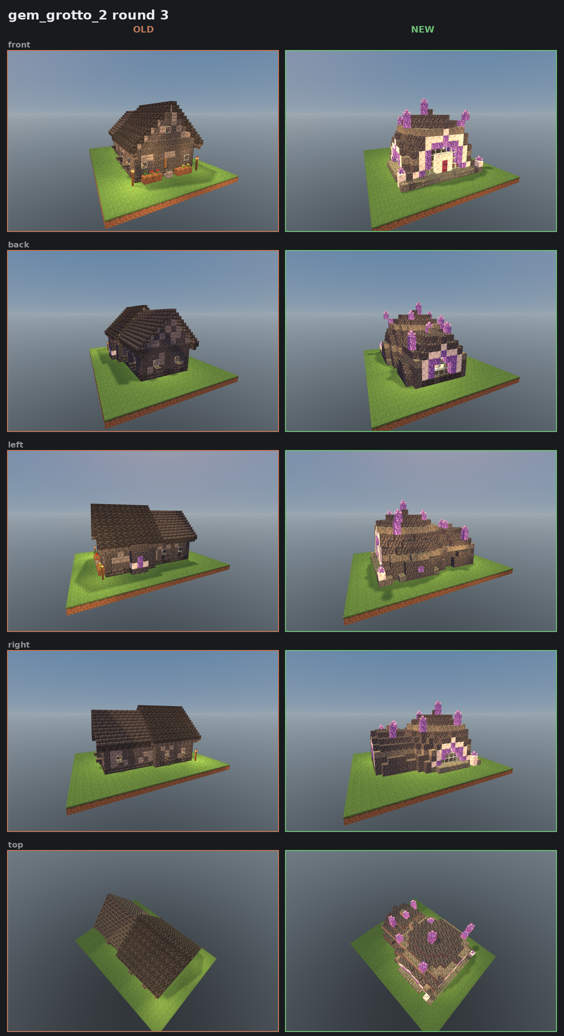 gem_grotto_2 round 3
OLD
NEW
front
back
left
right
top